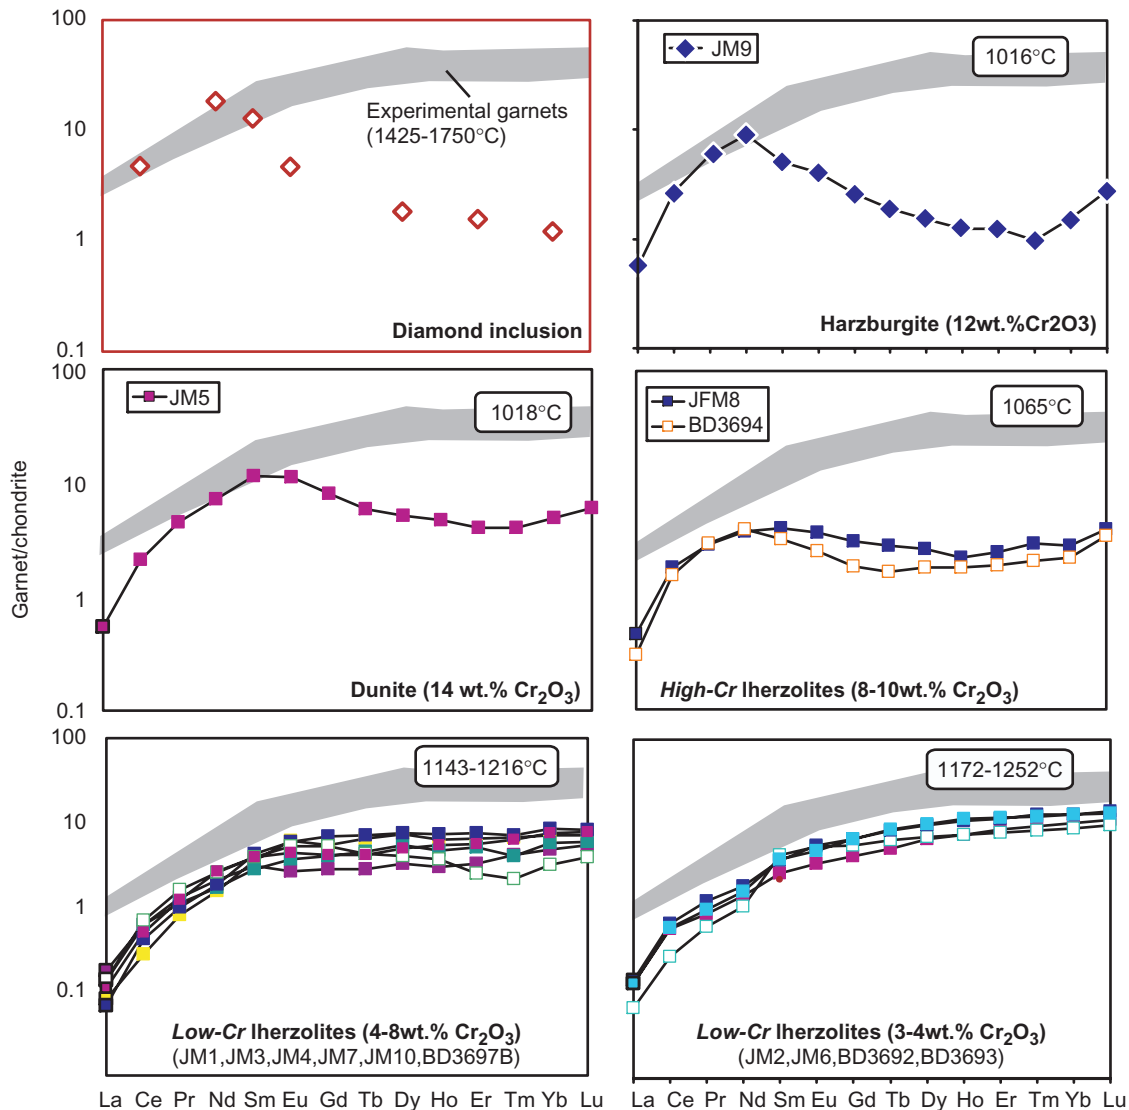 100
10
1
0.1
Experimental garnets
(1425-1750°C)
Diamond inclusion
JM9
1016°C
Harzburgite (12wt.%Cr2O3)
Garnet/chondrite
100
10
1
0.1
JM5
1018°C
Dunite (14 wt.% Cr2O3)
JFM8
BD3694
1065°C
High-Cr lherzolites (8-10wt.% Cr2O3)
100
10
1
0.1
1143-1216°C
Low-Cr lherzolites (4-8wt.% Cr2O3)
(JM1,JM3,JM4,JM7,JM10,BD3697B)
1172-1252°C
Low-Cr lherzolites (3-4wt.% Cr2O3)
(JM2,JM6,BD3692,BD3693)
La Ce Pr Nd Sm Eu Gd Tb Dy Ho Er Tm Yb Lu
La Ce Pr Nd Sm Eu Gd Tb Dy Ho Er Tm Yb Lu